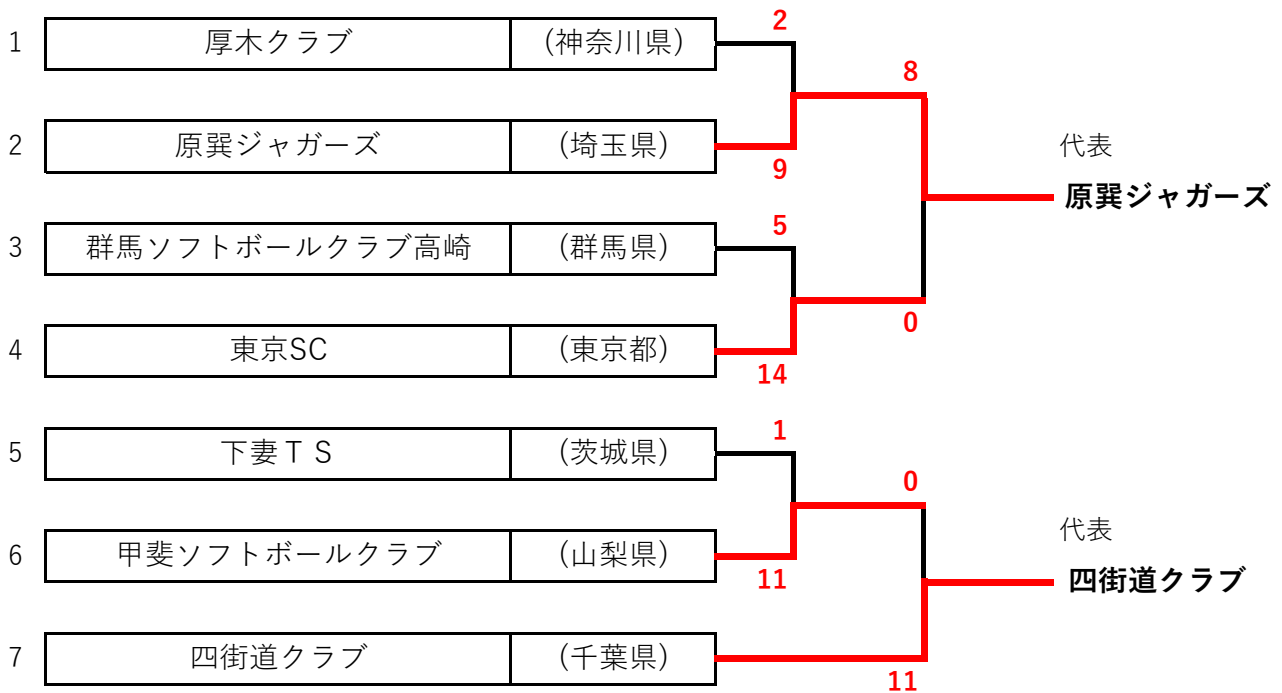 2
1 厚木クラブ (神奈川県)
8
2 原巽ジャガーズ (埼玉県)
9
代表
原巽ジャガーズ
5
3 群馬ソフトボールクラブ高崎 (群馬県)
0
4 東京SC (東京都)
14
1
5 下妻ＴＳ (茨城県)
0
代表
四街道クラブ
6 甲斐ソフトボールクラブ (山梨県)
11
7 四街道クラブ (千葉県)
11